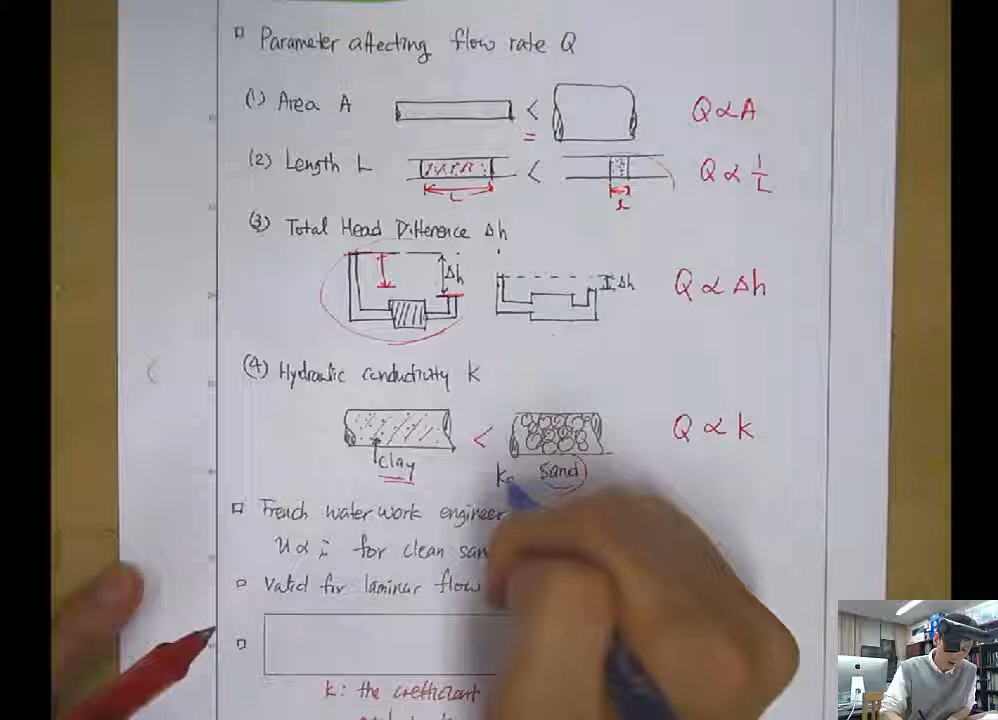 Parameter affecting flow rate Q
(1) Area A < = Q ∝ A
(2) Length L < Q ∝ 1/L
L l
(3) Total Head Difference Δh
Δh Δh Q ∝ Δh
(4) Hydraulic conductivity k
< Q ∝ k
clay sand
French water work engineer
u ∝ i for clean san
Valid for laminar flow
k: the coefficient